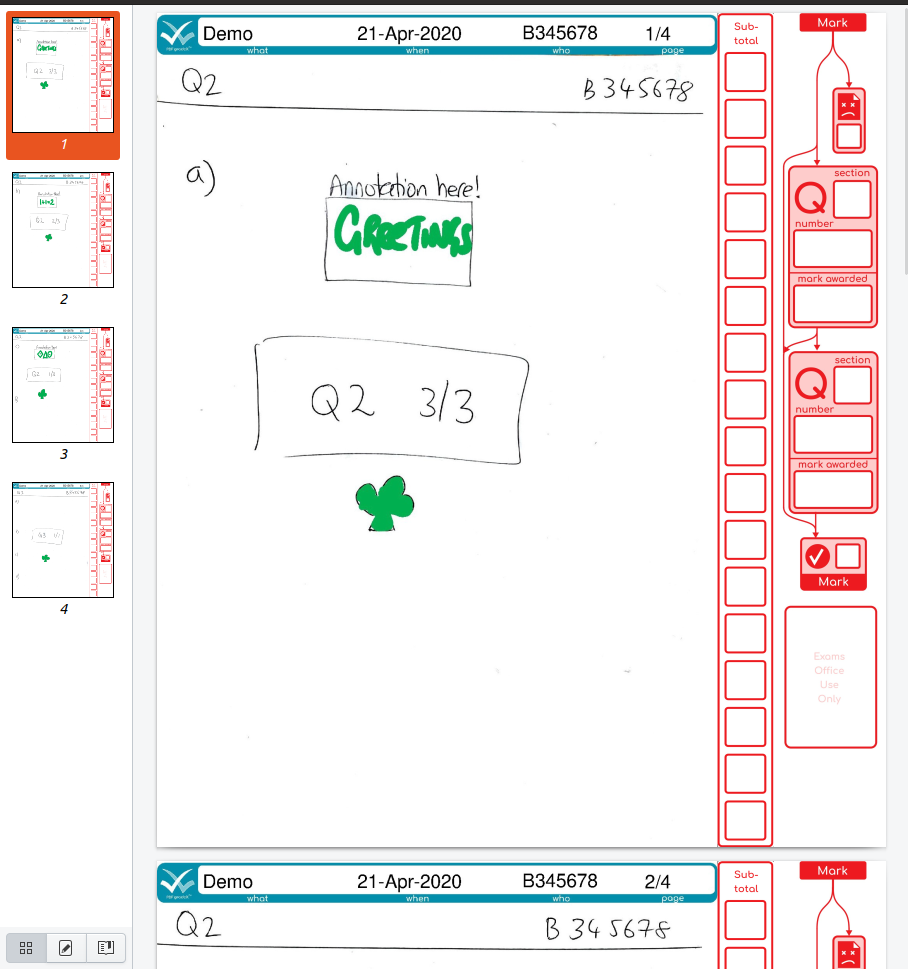 1
2
3
4
Demo 21-Apr-2020 B345678 1/4
what when who page
Q2 B345678
a)
Annotation here!
GREETINGS
Q2 3/3
Sub-
total
Mark
section
Q
number
mark awarded
section
Q
number
mark awarded
Mark
Exams
Office
Use
Only
Demo 21-Apr-2020 B345678 2/4
what when who page
Q2 B345678
Sub-
total
Mark